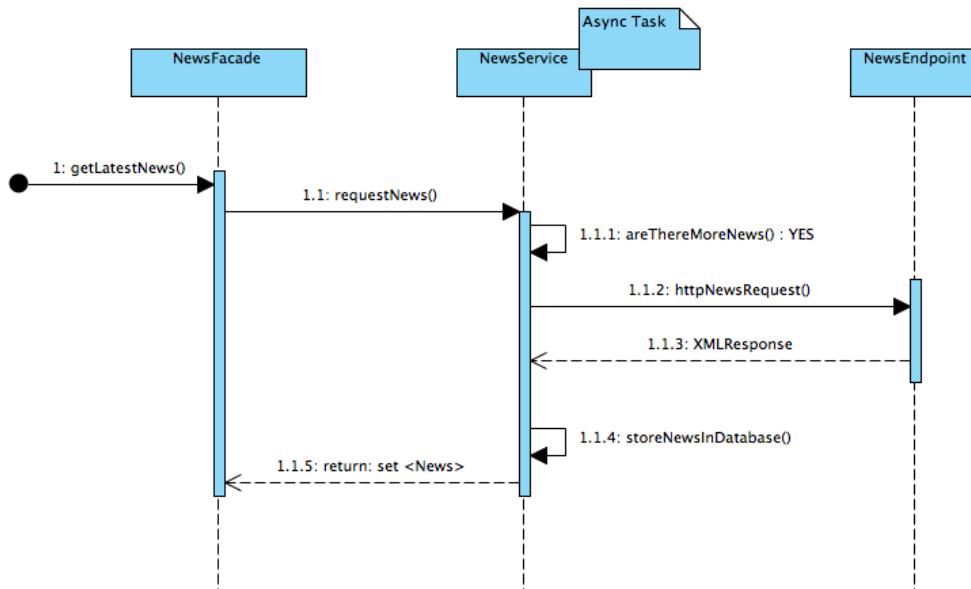 Async Task
NewsFacade
NewsService
NewsEndpoint
1: getLatestNews()
1.1: requestNews()
1.1.1: areThereMoreNews() : YES
1.1.2: httpNewsRequest()
1.1.3: XMLResponse
1.1.4: storeNewsInDatabase()
1.1.5: return: set <News>